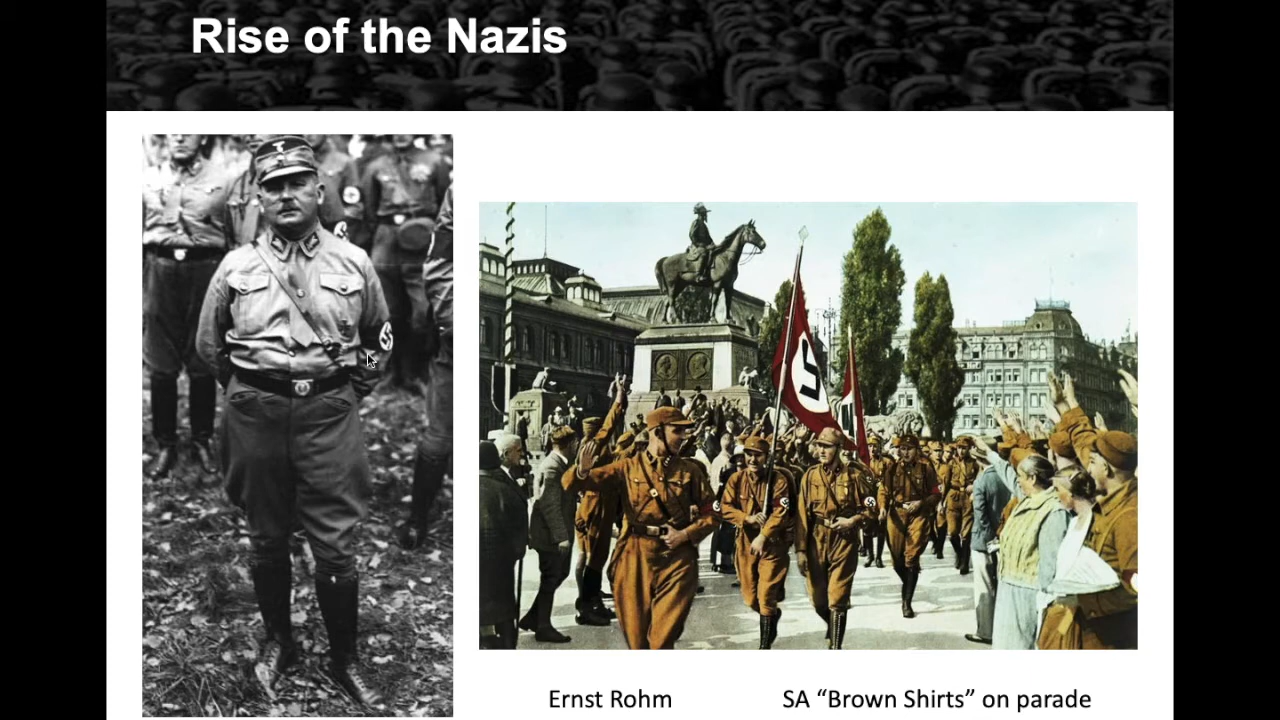 Rise of the Nazis
Ernst Rohm
SA “Brown Shirts” on parade